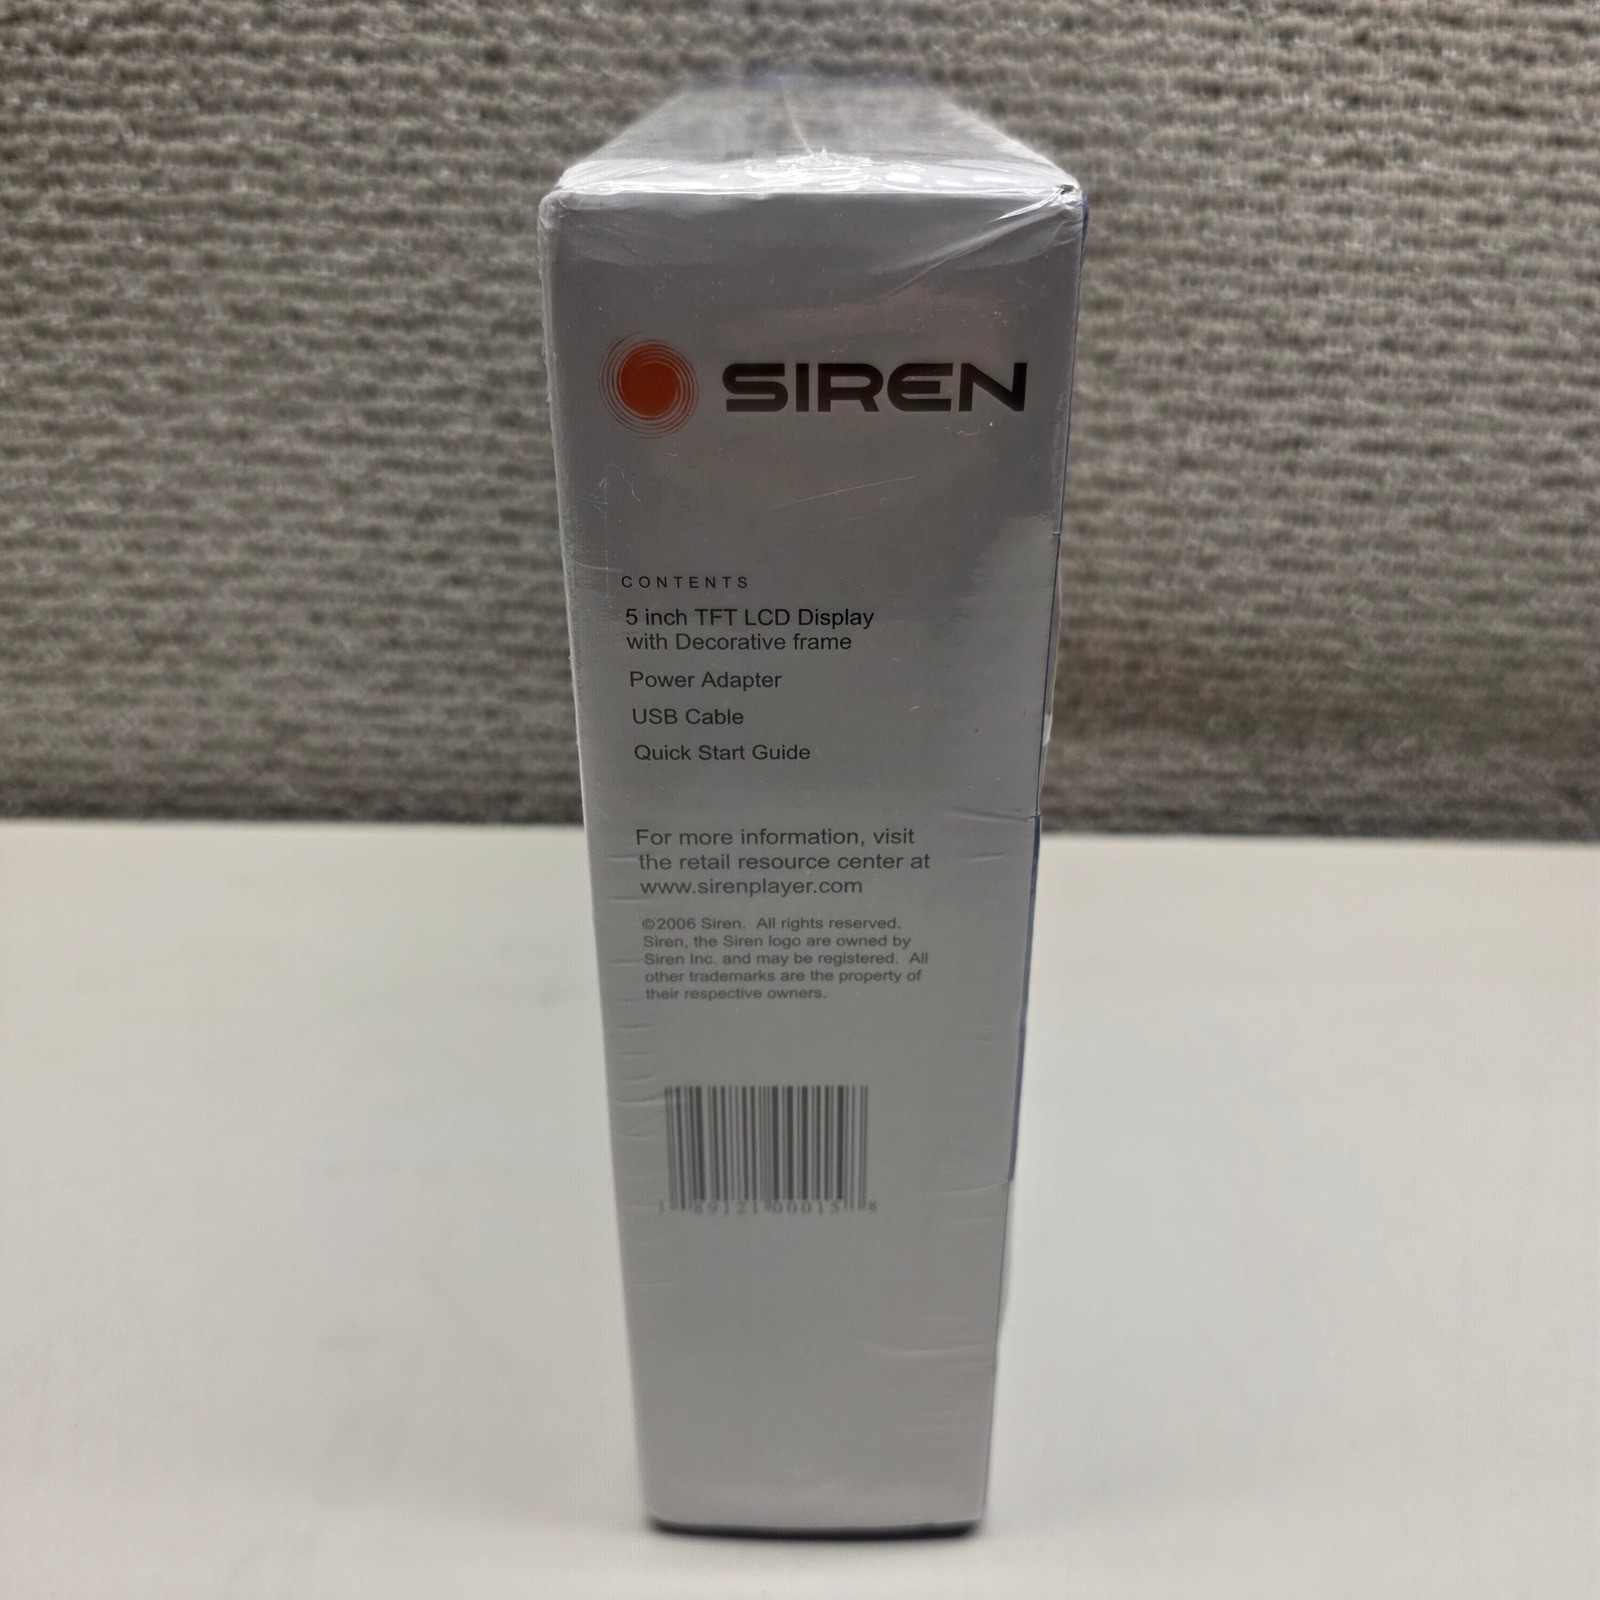 SIREN
CONTENTS
5 inch TFT LCD Display
with Decorative frame
Power Adapter
USB Cable
Quick Start Guide
For more information, visit
the retail resource center at
www.sirenplayer.com
©2006 Siren. All rights reserved.
Siren, the Siren logo are owned by
Siren Inc. and may be registered. All
other trademarks are the property of
their respective owners.